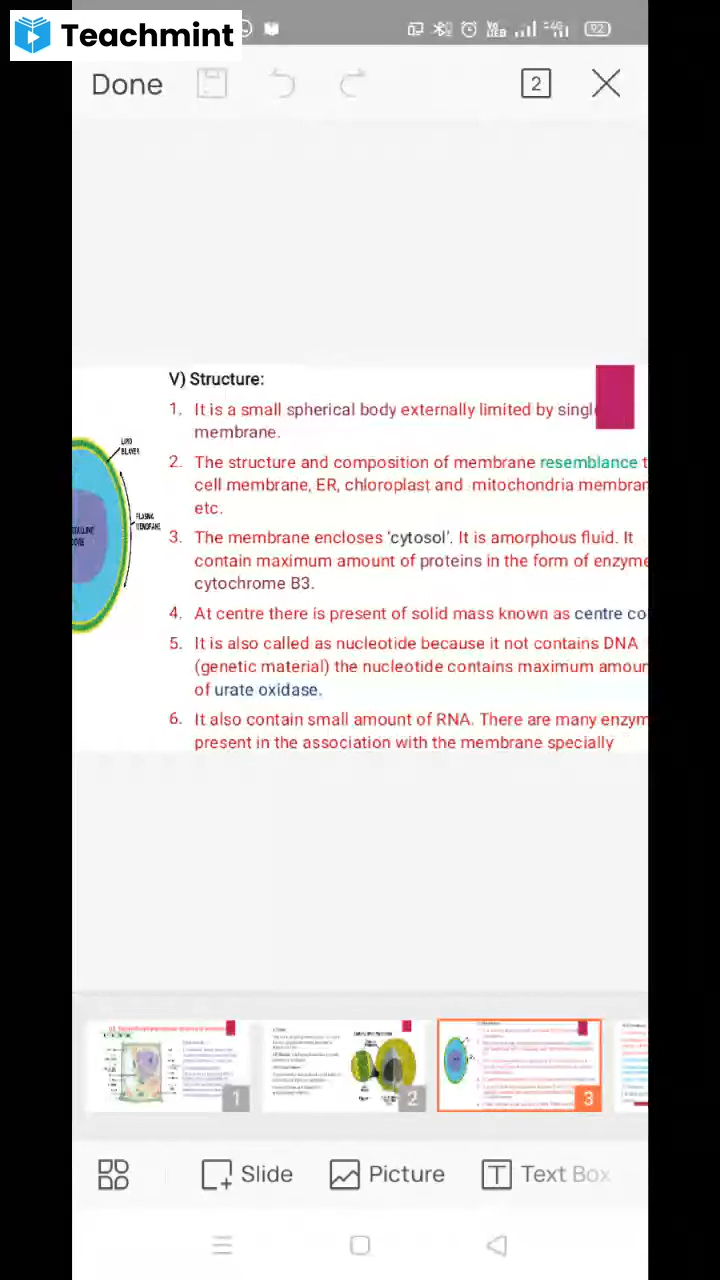 Teachmint
92
Done
2
V) Structure:
1. It is a small spherical body externally limited by singl
membrane.
2. The structure and composition of membrane resemblance t
cell membrane, ER, chloroplast and mitochondria membran
etc.
3. The membrane encloses 'cytosol'. It is amorphous fluid. It
contain maximum amount of proteins in the form of enzyme
cytochrome B3.
4. At centre there is present of solid mass known as centre co
5. It is also called as nucleotide because it not contains DNA
(genetic material) the nucleotide contains maximum amoun
of urate oxidase.
6. It also contain small amount of RNA. There are many enzym
present in the association with the membrane specially
LIPID
BILAYER
PLASMA
MEMBRANE
1
2
3
Slide
Picture
Text Box